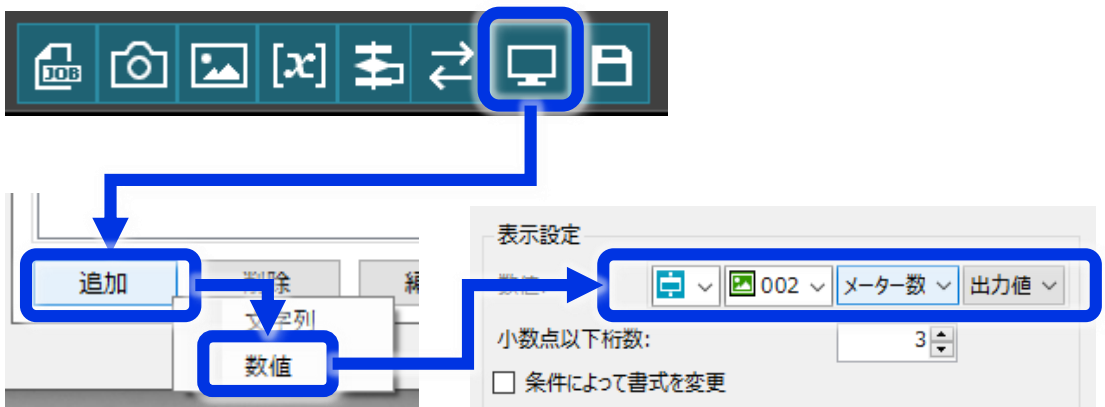 JOB
[x]
追加
削除
文字列
数値
表示設定
数値:
002
メーター数
出力値
小数点以下桁数:
3
条件によって書式を変更